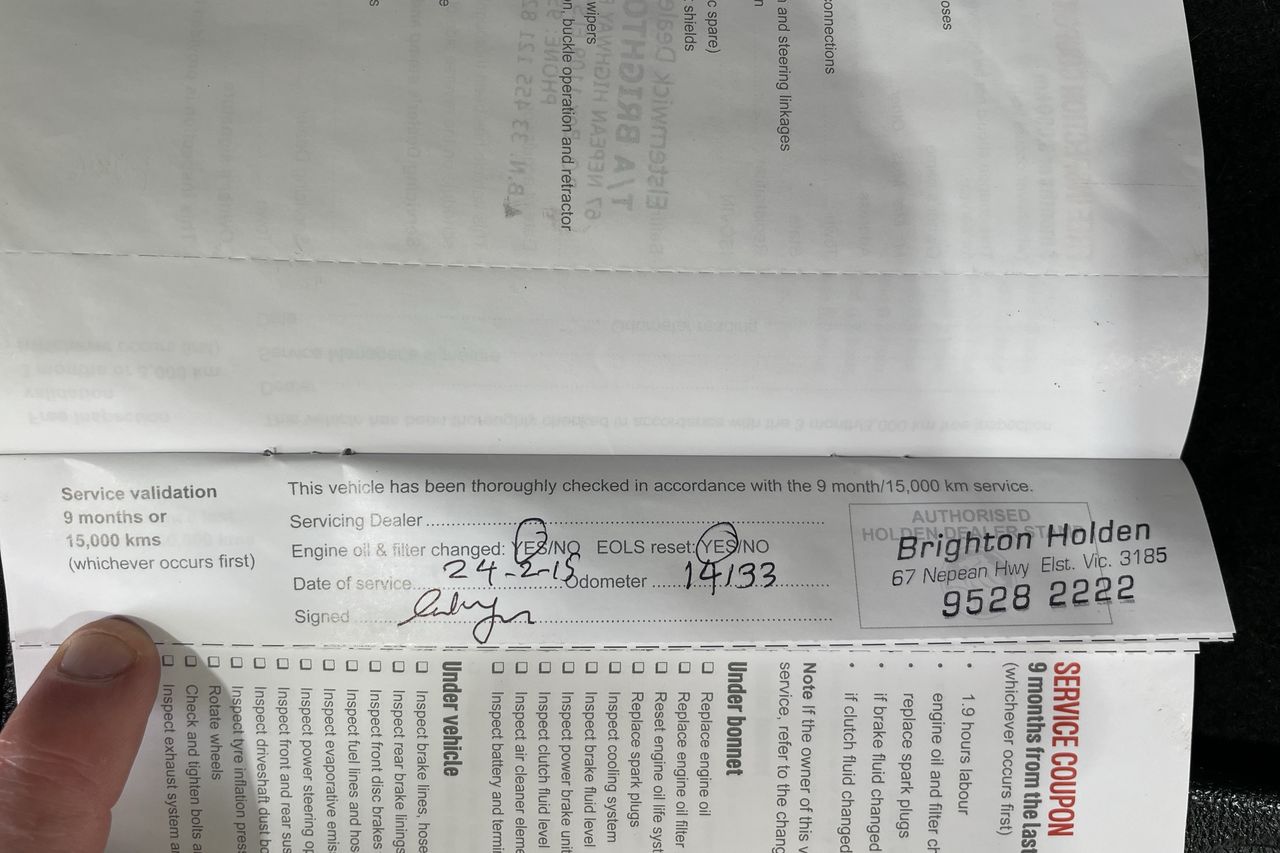 c spare)
shields
wipers
n, buckle operation and retractor
and steering linkages
connections
oses
Service validation
9 months or
15,000 kms
(whichever occurs first)
This vehicle has been thoroughly checked in accordance with the 9 month/15,000 km service.
Servicing Dealer
Engine oil & filter changed: YES/NO EOLS reset: YES/NO
Date of service 24-2-15 Odometer 14133
Signed
AUTHORISED
HOLDEN DEALER STAMP
Brighton Holden
67 Nepean Hwy Elst. Vic. 3185
9528 2222
SERVICE COUPON
9 months from the last
(whichever occurs first)
• 1.9 hours labour
• engine oil and filter ch
• replace spark plugs
• if brake fluid changed
• if clutch fluid changed
Note If the owner of this v
service, refer to the chang
Under bonnet
Replace engine oil
Replace engine oil filter
Reset engine oil life syst
Replace spark plugs
Inspect cooling system
Inspect brake fluid level
Inspect power brake unit
Inspect clutch fluid level
Inspect air cleaner eleme
Inspect battery and termi
Under vehicle
Inspect brake lines, hose
Inspect rear brake linings
Inspect front disc brakes
Inspect fuel lines and hos
Inspect evaporative emis
Inspect power steering op
Inspect front and rear sus
Inspect driveshaft dust bo
Inspect tyre inflation press
Rotate wheels
Check and tighten bolts a
Inspect exhaust system a